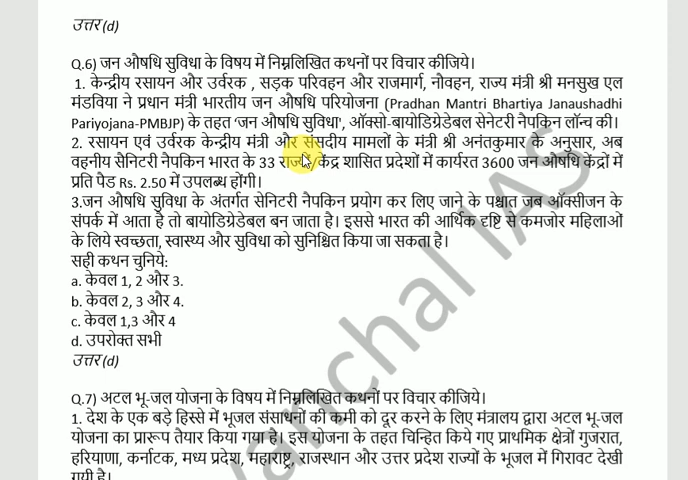 उत्तर (d)
Q.6) जन औषधि सुविधा के विषय में निम्नलिखित कथनों पर विचार कीजिये।
1. केन्द्रीय रसायन और उर्वरक , सड़क परिवहन और राजमार्ग, नौवहन, राज्य मंत्री श्री मनसुख एल
मंडविया ने प्रधान मंत्री भारतीय जन औषधि परियोजना (Pradhan Mantri Bhartiya Janaushadhi
Pariyojana-PMBJP) के तहत 'जन औषधि सुविधा', ऑक्सो-बायोडिग्रेडेबल सेनेटरी नैपकिन लॉन्च की।
2. रसायन एवं उर्वरक केन्द्रीय मंत्री और संसदीय मामलों के मंत्री श्री अनंतकुमार के अनुसार, अब
वहनीय सैनिटरी नैपकिन भारत के 33 राज्यों/केंद्र शासित प्रदेशों में कार्यरत 3600 जन औषधि केंद्रों में
प्रति पैड Rs. 2.50 में उपलब्ध होंगी।
3.जन औषधि सुविधा के अंतर्गत सेनिटरी नैपकिन प्रयोग कर लिए जाने के पश्चात जब ऑक्सीजन के
संपर्क में आता है तो बायोडिग्रेडेबल बन जाता है। इससे भारत की आर्थिक दृष्टि से कमजोर महिलाओं
के लिये स्वच्छता, स्वास्थ्य और सुविधा को सुनिश्चित किया जा सकता है।
सही कथन चुनिये:
a. केवल 1, 2 और 3.
b. केवल 2, 3 और 4.
c. केवल 1,3 और 4
d. उपरोक्त सभी
उत्तर (d)
Q.7) अटल भू-जल योजना के विषय में निम्नलिखित कथनों पर विचार कीजिये।
1. देश के एक बड़े हिस्से में भूजल संसाधनों की कमी को दूर करने के लिए मंत्रालय द्वारा अटल भू-जल
योजना का प्रारूप तैयार किया गया है। इस योजना के तहत चिन्हित किये गए प्राथमिक क्षेत्रों गुजरात,
हरियाणा, कर्नाटक, मध्य प्रदेश, महाराष्ट्र, राजस्थान और उत्तर प्रदेश राज्यों के भूजल में गिरावट देखी
गयी है।
anchal IAS